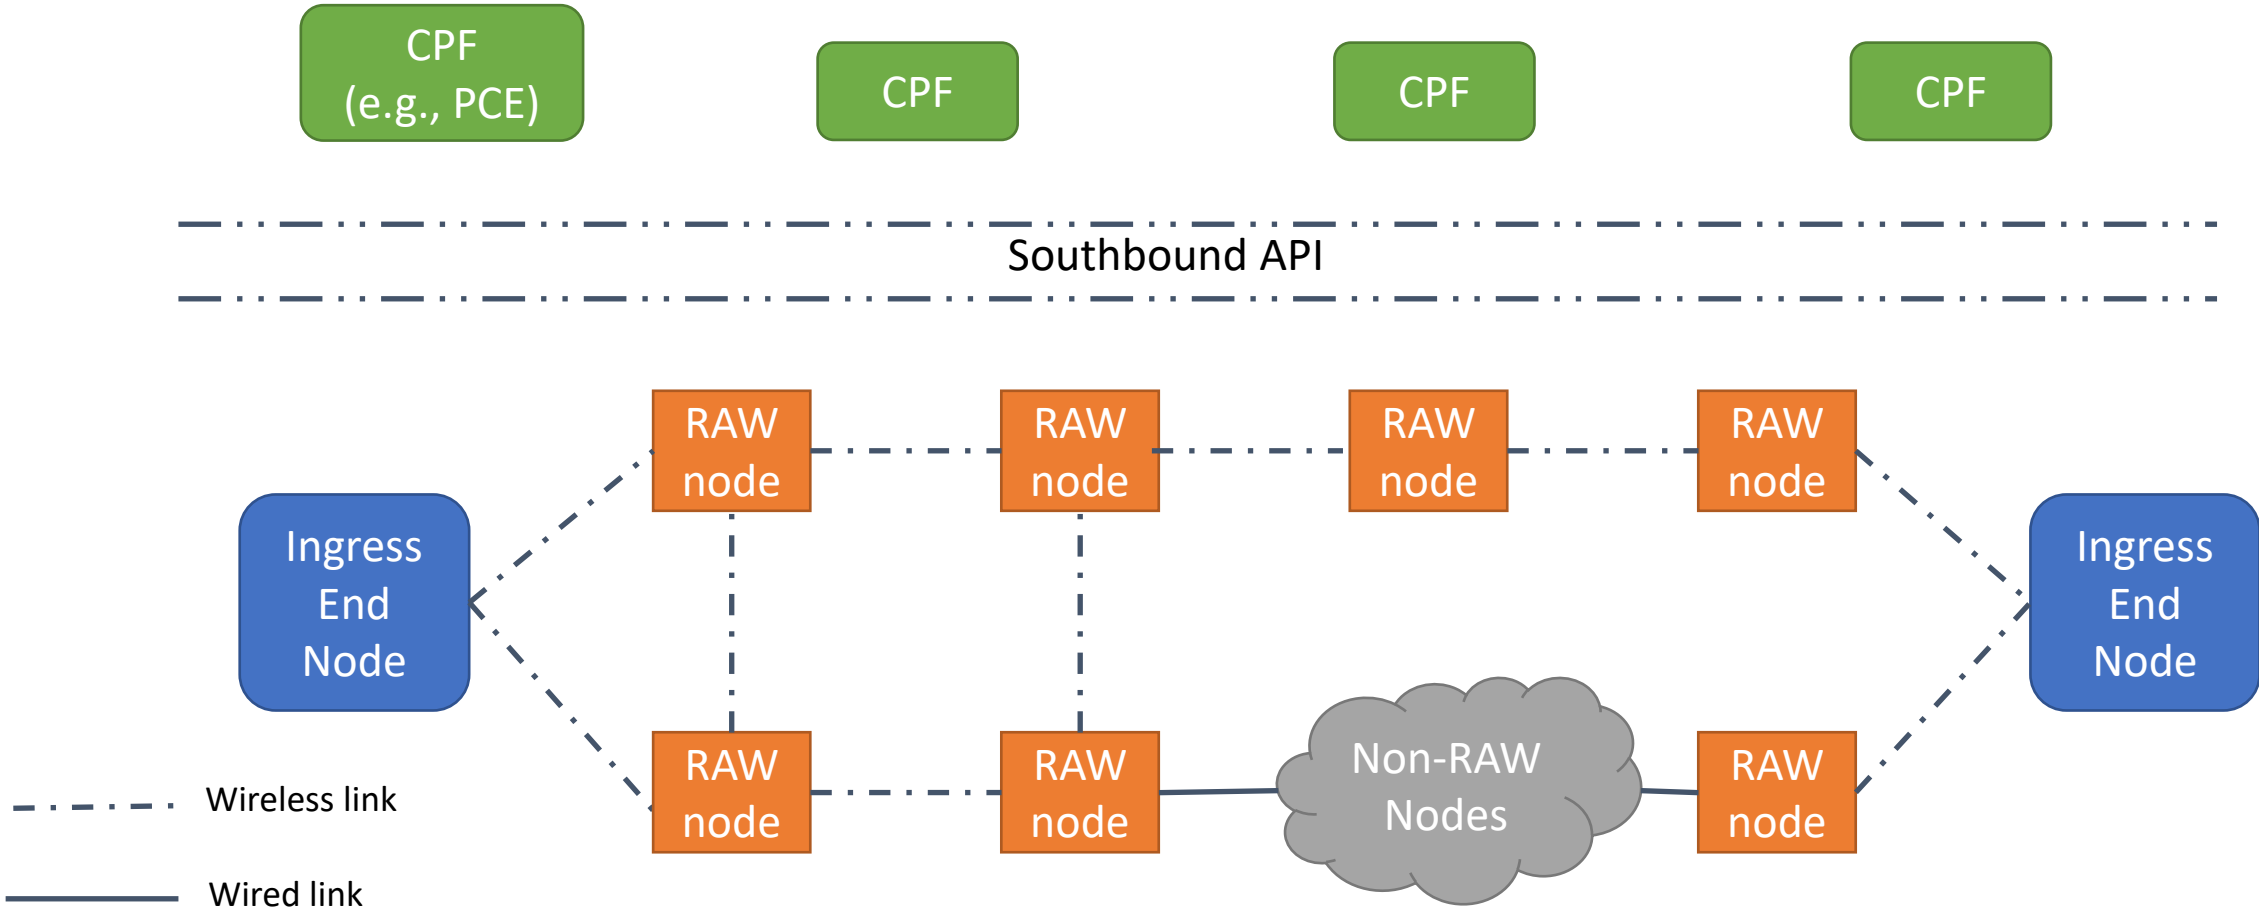 CPF
(e.g., PCE)
CPF
CPF
CPF
Southbound API
RAW
node
RAW
node
RAW
node
RAW
node
Ingress
End
Node
Ingress
End
Node
RAW
node
RAW
node
Non-RAW
Nodes
RAW
node
Wireless link
Wired link